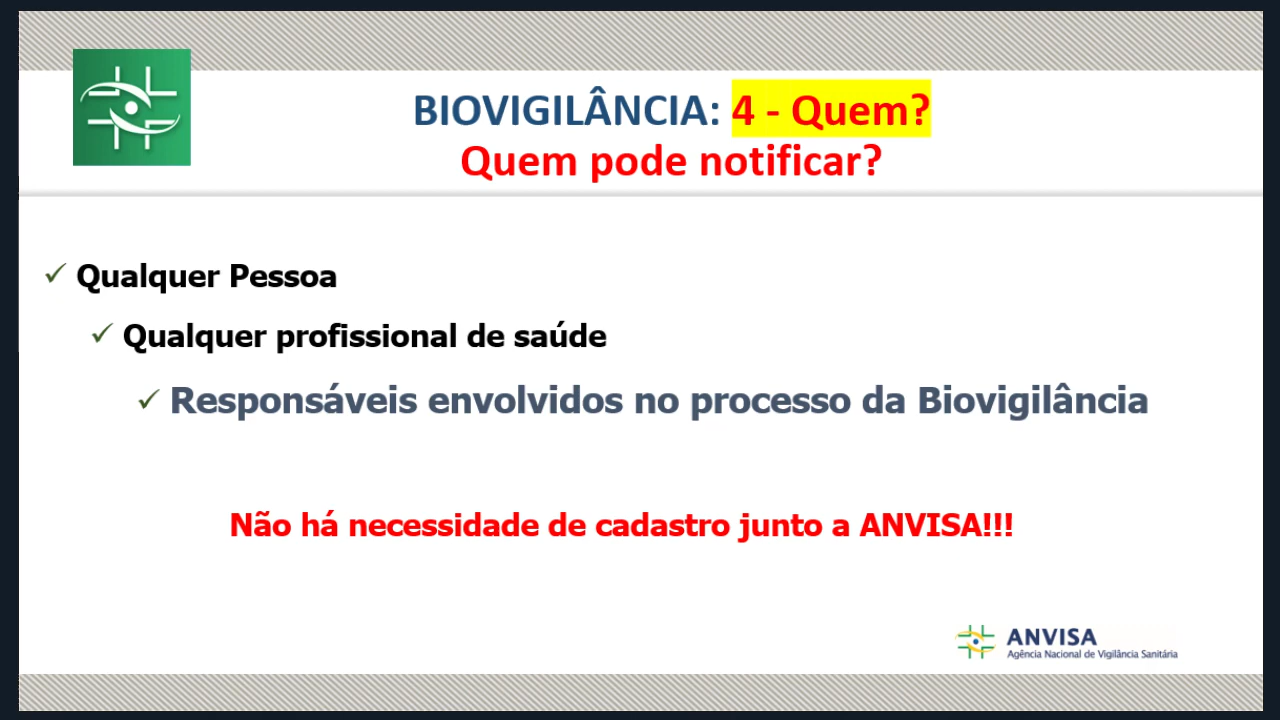 BIOVIGILÂNCIA: 4 - Quem?
Quem pode notificar?
Qualquer Pessoa
Qualquer profissional de saúde
Responsáveis envolvidos no processo da Biovigilância
Não há necessidade de cadastro junto a ANVISA!!!
ANVISA
Agência Nacional de Vigilância Sanitária